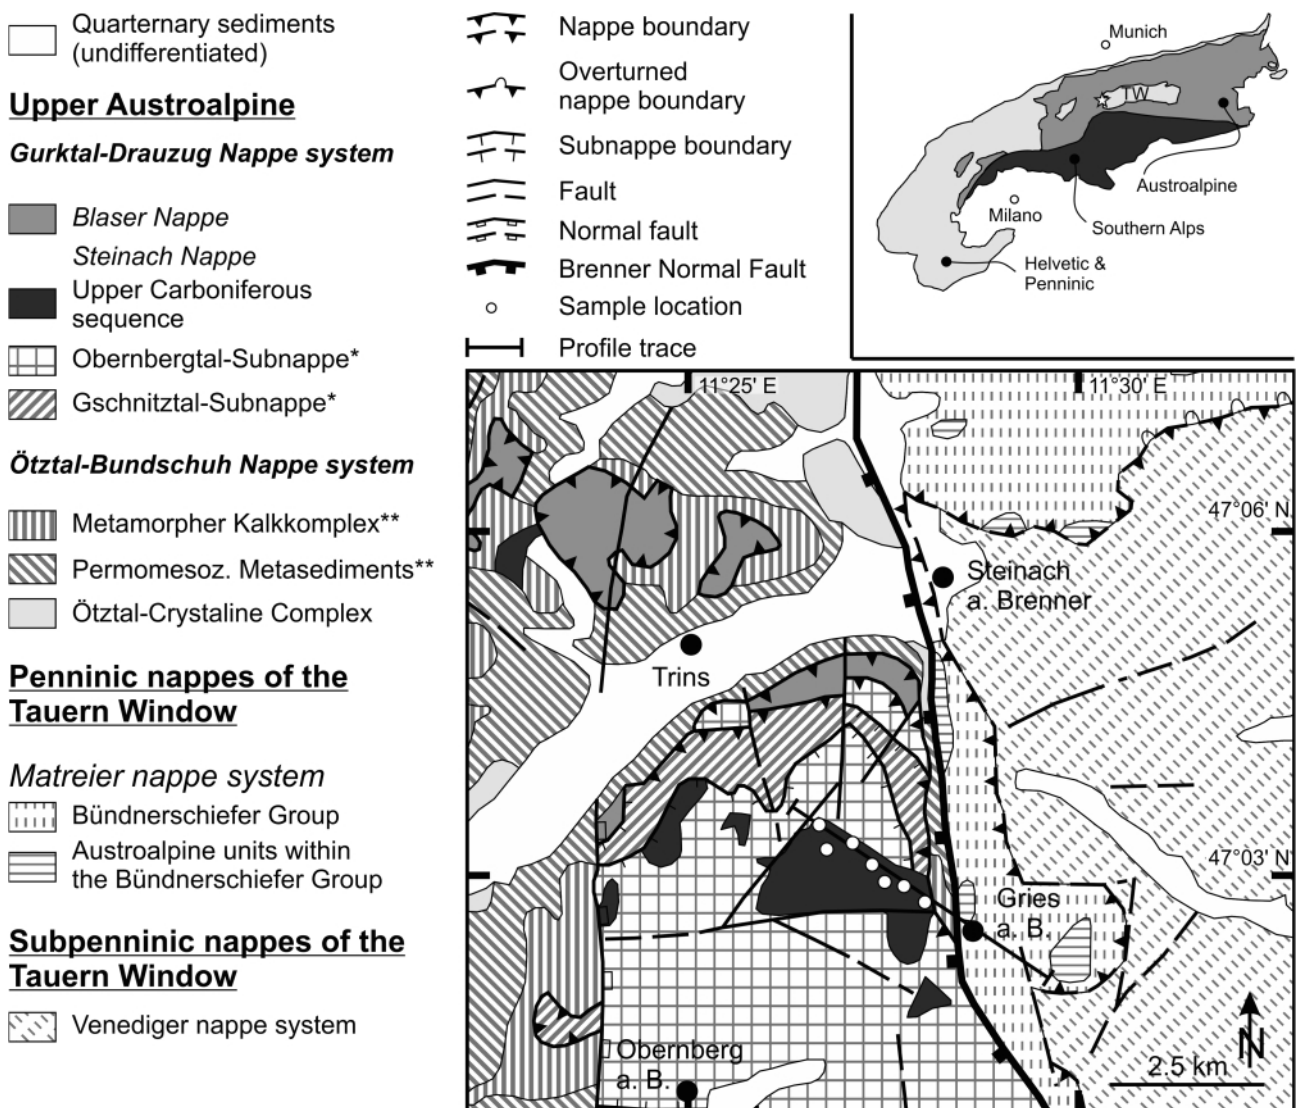 Quarternary sediments
(undifferentiated)
Upper Austroalpine
Gurktal-Drauzug Nappe system
Blaser Nappe
Steinach Nappe
Upper Carboniferous
sequence
Obernbergtal-Subnappe*
Gschnitztal-Subnappe*
Ötztal-Bundschuh Nappe system
Metamorpher Kalkkomplex**
Permomesoz. Metasediments**
Ötztal-Crystaline Complex
Penninic nappes of the
Tauern Window
Matreier nappe system
Bündnerschiefer Group
Austroalpine units within
the Bündnerschiefer Group
Subpenninic nappes of the
Tauern Window
Venediger nappe system
Nappe boundary
Overturned
nappe boundary
Subnappe boundary
Fault
Normal fault
Brenner Normal Fault
Sample location
Profile trace
Munich
TW
Austroalpine
Milano
Southern Alps
Helvetic &
Penninic
11°25' E
11°30' E
47°06' N
Steinach
a. Brenner
Trins
47°03' N
Gries
a. B.
Obernberg
a. B.
N
2.5 km